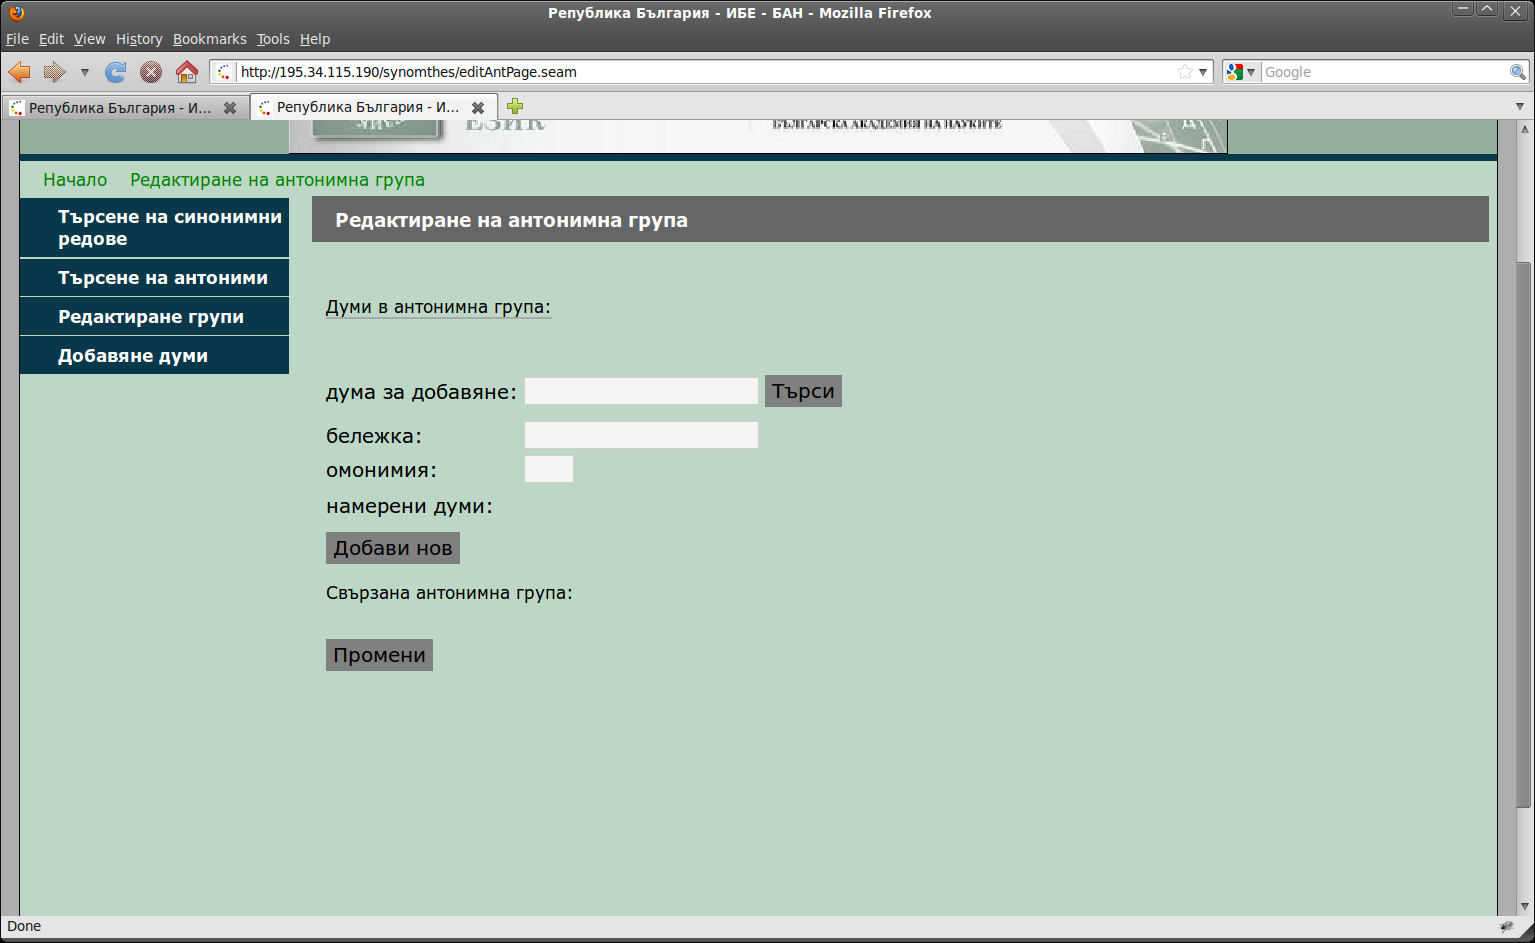 Република България - ИБЕ - БАН - Mozilla Firefox
File Edit View History Bookmarks Tools Help
http://195.34.115.190/synomthes/editAntPage.seam
Google
Република България - И...
Република България - И...
ЕЗИК
БЪЛГАРСКА АКАДЕМИЯ НА НАУКИТЕ
Начало Редактиране на антонимна група
Търсене на синонимни
редове
Търсене на антоними
Редактиране групи
Добавяне думи
Редактиране на антонимна група
Думи в антонимна група:
дума за добавяне: Търси
бележка:
омонимия:
намерени думи:
Добави нов
Свързана антонимна група:
Промени
Done